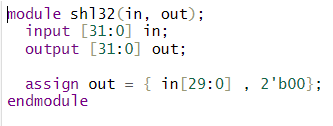 module shl32(in, out);
  input [31:0] in;
  output [31:0] out;

  assign out = { in[29:0] , 2'b00};
endmodule